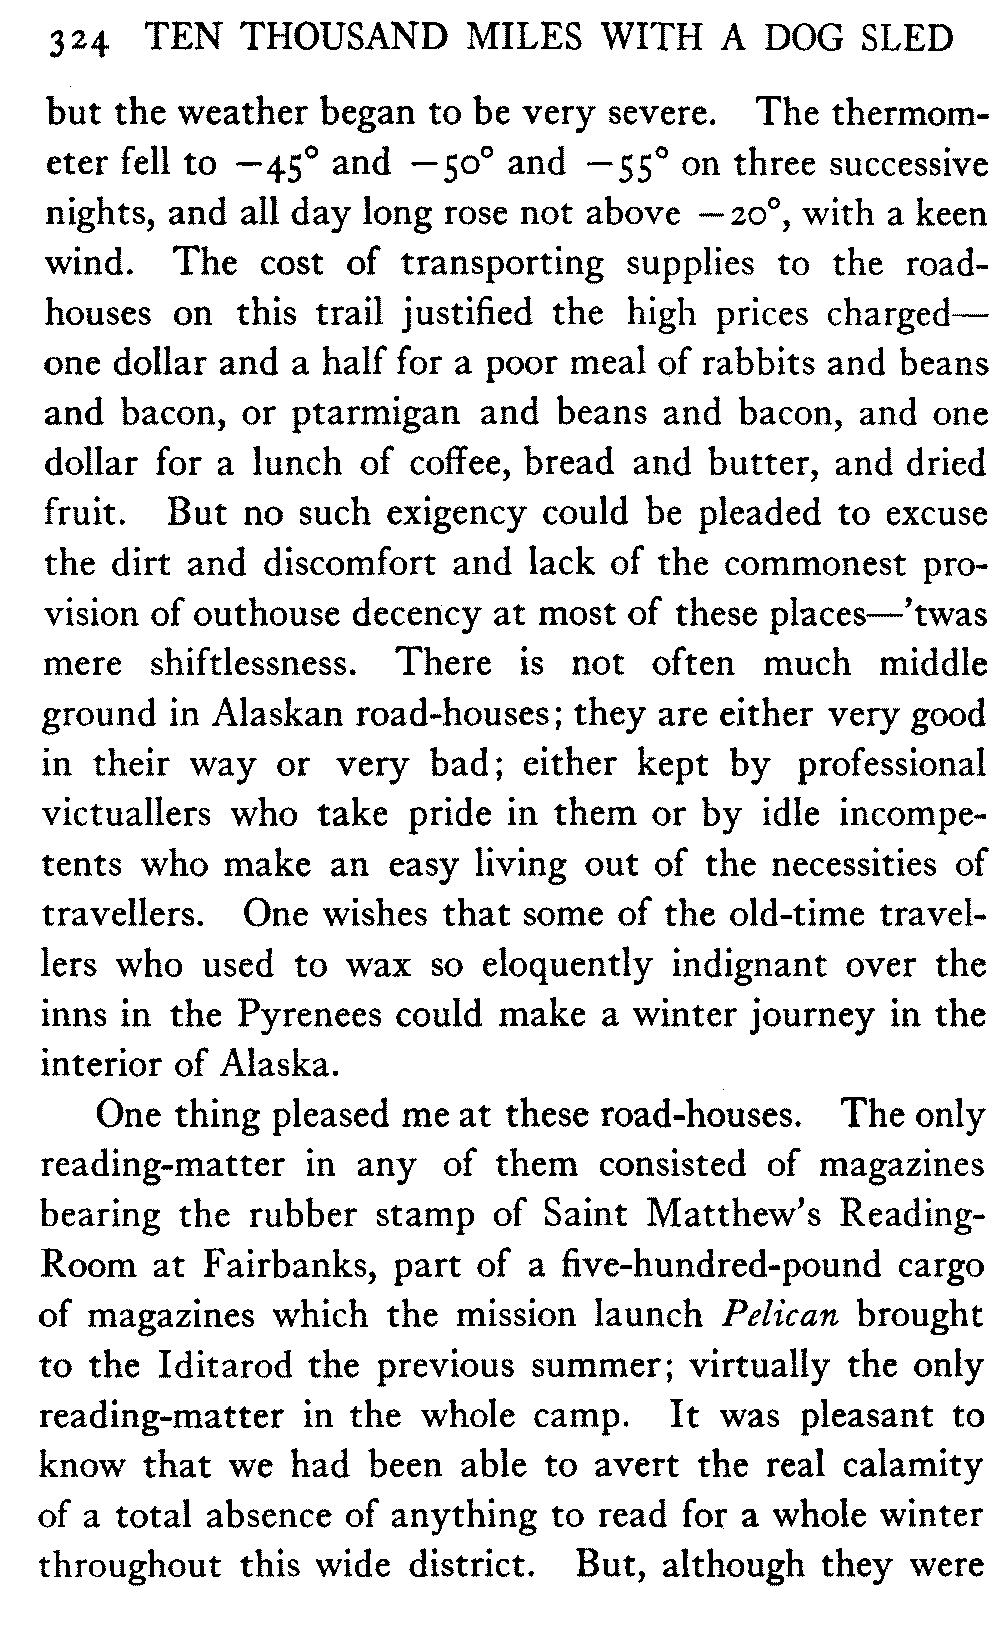 324 TEN THOUSAND MILES WITH A DOG SLED
but the weather began to be very severe. The thermom-
eter fell to −45° and −50° and −55° on three successive
nights, and all day long rose not above −20°, with a keen
wind. The cost of transporting supplies to the road-
houses on this trail justified the high prices charged—
one dollar and a half for a poor meal of rabbits and beans
and bacon, or ptarmigan and beans and bacon, and one
dollar for a lunch of coffee, bread and butter, and dried
fruit. But no such exigency could be pleaded to excuse
the dirt and discomfort and lack of the commonest pro-
vision of outhouse decency at most of these places—’twas
mere shiftlessness. There is not often much middle
ground in Alaskan road-houses; they are either very good
in their way or very bad; either kept by professional
victuallers who take pride in them or by idle incompe-
tents who make an easy living out of the necessities of
travellers. One wishes that some of the old-time travel-
lers who used to wax so eloquently indignant over the
inns in the Pyrenees could make a winter journey in the
interior of Alaska.
One thing pleased me at these road-houses. The only
reading-matter in any of them consisted of magazines
bearing the rubber stamp of Saint Matthew’s Reading-
Room at Fairbanks, part of a five-hundred-pound cargo
of magazines which the mission launch Pelican brought
to the Iditarod the previous summer; virtually the only
reading-matter in the whole camp. It was pleasant to
know that we had been able to avert the real calamity
of a total absence of anything to read for a whole winter
throughout this wide district. But, although they were